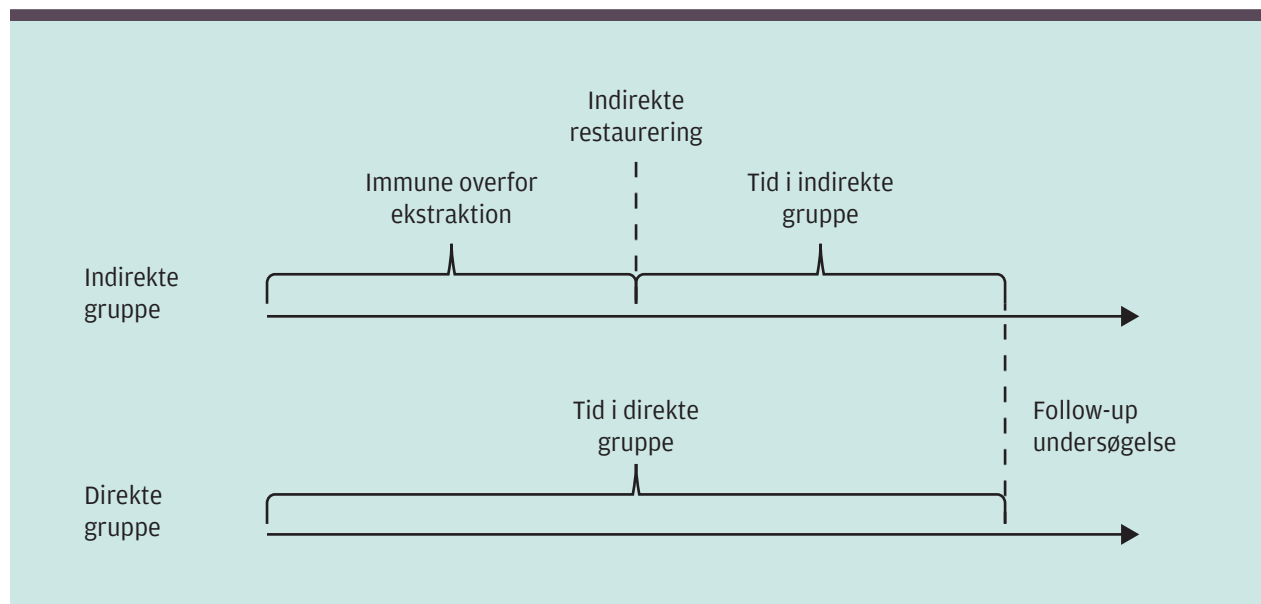 Indirekte
restaurering
Immune overfor
ekstraktion
Tid i indirekte
gruppe
Indirekte
gruppe
Tid i direkte
gruppe
Follow-up
undersøgelse
Direkte
gruppe